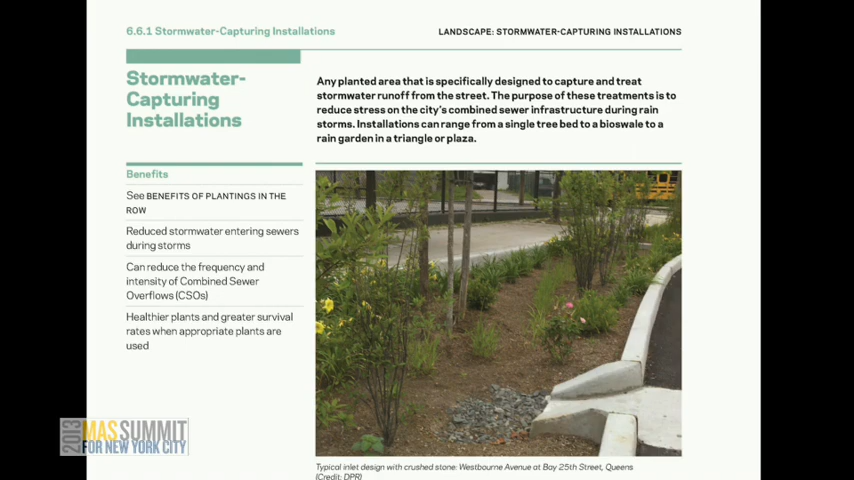 6.6.1 Stormwater-Capturing Installations
LANDSCAPE: STORMWATER-CAPTURING INSTALLATIONS
Stormwater-
Capturing
Installations
Any planted area that is specifically designed to capture and treat
stormwater runoff from the street. The purpose of these treatments is to
reduce stress on the city's combined sewer infrastructure during rain
storms. Installations can range from a single tree bed to a bioswale to a
rain garden in a triangle or plaza.
Benefits
See BENEFITS OF PLANTINGS IN THE
ROW
Reduced stormwater entering sewers
during storms
Can reduce the frequency and
intensity of Combined Sewer
Overflows (CSOs)
Healthier plants and greater survival
rates when appropriate plants are
used
Typical inlet design with crushed stone: Westbourne Avenue at Bay 25th Street, Queens
(Credit: DPR)
2013
MAS SUMMIT
FOR NEW YORK CITY